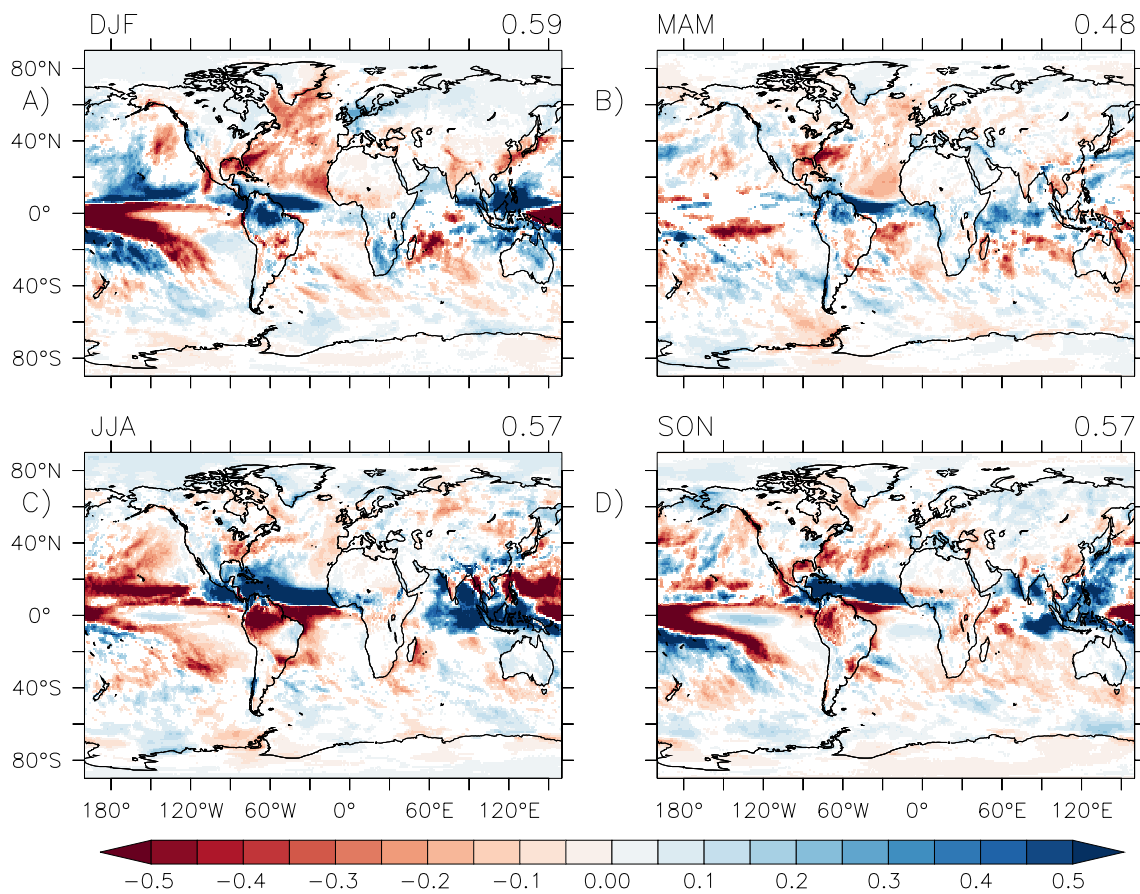 DJF 0.59 MAM 0.48
80°N
A) B)
40°N
0°
40°S
80°S
JJA 0.57 SON 0.57
80°N
C) D)
40°N
0°
40°S
80°S
180° 120°W 60°W 0° 60°E 120°E 180° 120°W 60°W 0° 60°E 120°E
-0.5 -0.4 -0.3 -0.2 -0.1 0.00 0.1 0.2 0.3 0.4 0.5